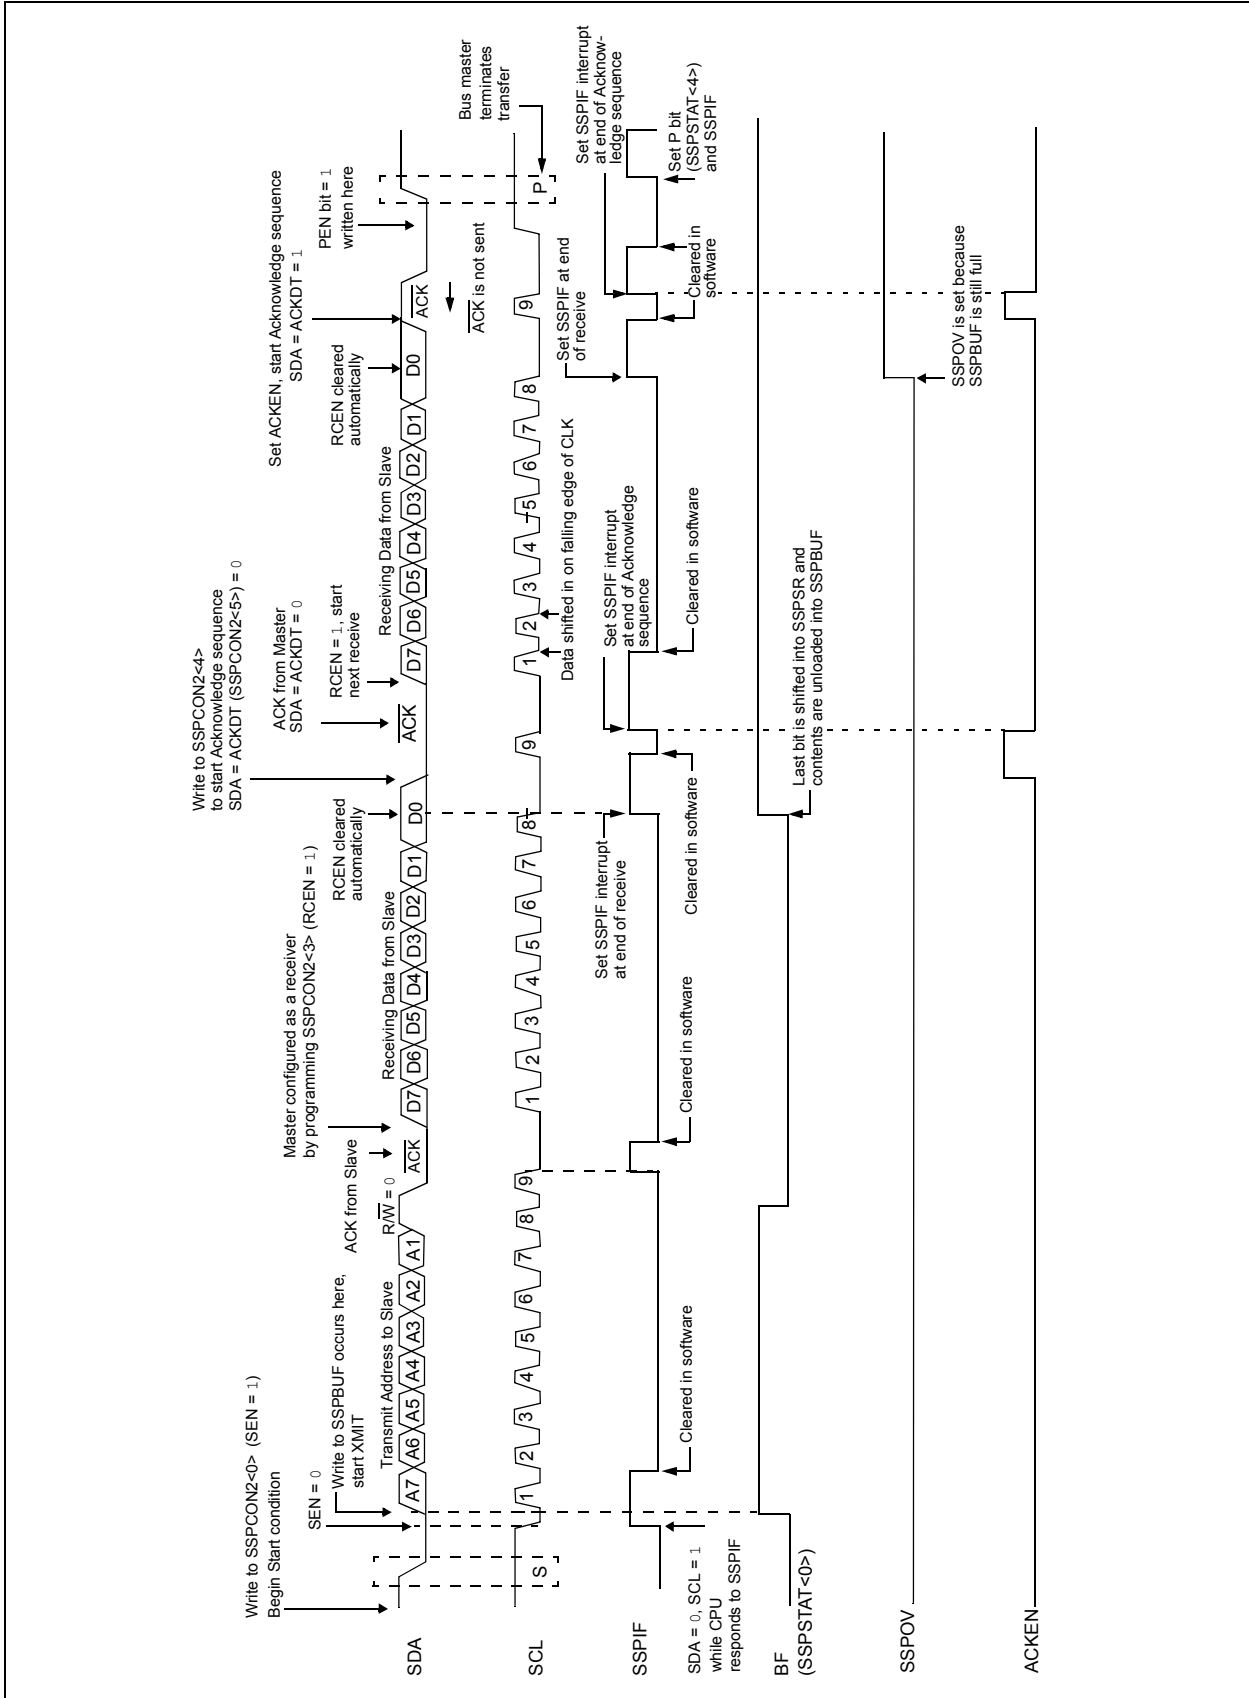 Write to SSPCON2<0> (SEN = 1)
Begin Start condition
SEN = 0
Write to SSPBUF occurs here,
start XMIT
Transmit Address to Slave
R/W = 0
ACK from Slave
Master configured as a receiver
by programming SSPCON2<3> (RCEN = 1)
Receiving Data from Slave
RCEN cleared
automatically
Write to SSPCON2<4>
to start Acknowledge sequence
SDA = ACKDT (SSPCON2<5>) = 0
ACK from Master
SDA = ACKDT = 0
RCEN = 1, start
next receive
Receiving Data from Slave
RCEN cleared
automatically
Set ACKEN, start Acknowledge sequence
SDA = ACKDT = 1
PEN bit = 1
written here
SDA
A7 A6 A5 A4 A3 A2 A1
ACK
D7 D6 D5 D4 D3 D2 D1 D0
ACK
D7 D6 D5 D4 D3 D2 D1 D0
ACK
ACK is not sent
Bus master
terminates
transfer
SCL
S
1 2 3 4 5 6 7 8 9
1 2 3 4 5 6 7 8
9
1 2 3 4 5 6 7 8
9
P
Data shifted in on falling edge of CLK
SSPIF
SDA = 0, SCL = 1
while CPU
responds to SSPIF
Cleared in software
Cleared in software
Set SSPIF interrupt
at end of receive
Cleared in software
Set SSPIF interrupt
at end of Acknowledge
sequence
Cleared in software
Set SSPIF at end
of receive
Cleared in
software
Set SSPIF interrupt
at end of Acknow-
ledge sequence
Set P bit
(SSPSTAT<4>)
and SSPIF
BF
(SSPSTAT<0>)
Last bit is shifted into SSPSR and
contents are unloaded into SSPBUF
SSPOV
SSPOV is set because
SSPBUF is still full
ACKEN